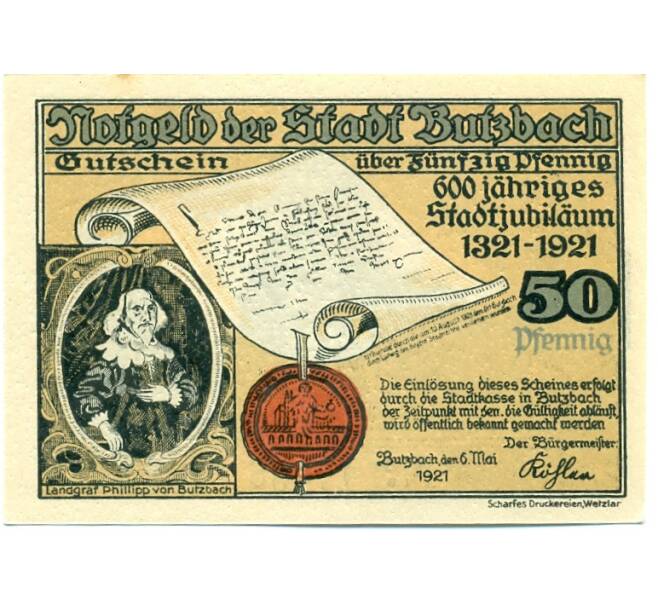 Notgeld der Stadt Butzbach
Gutschein über Fünfzig Pfennig
600 jähriges
Stadtjubiläum
1321-1921
50
Pfennig
Die Einlösung dieses Scheines erfolgt
durch die Stadtkasse in Butzbach
der Zeitpunkt mit den die Gültigkeit abläuft,
wird öffentlich bekannt gemacht werden
Der Bürgermeister:
Butzbach, den 6. Mai
1921
Landgraf Phillipp von Butzbach
Scharfes Druckereien, Wetzlar